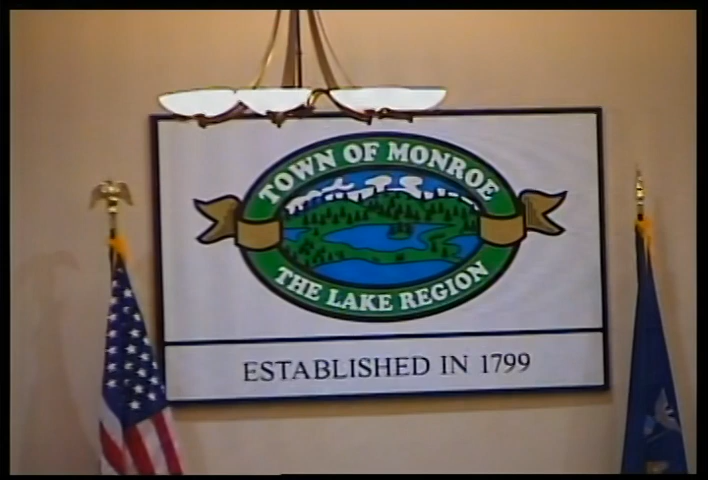 TOWN OF MONROE
THE LAKE REGION
ESTABLISHED IN 1799